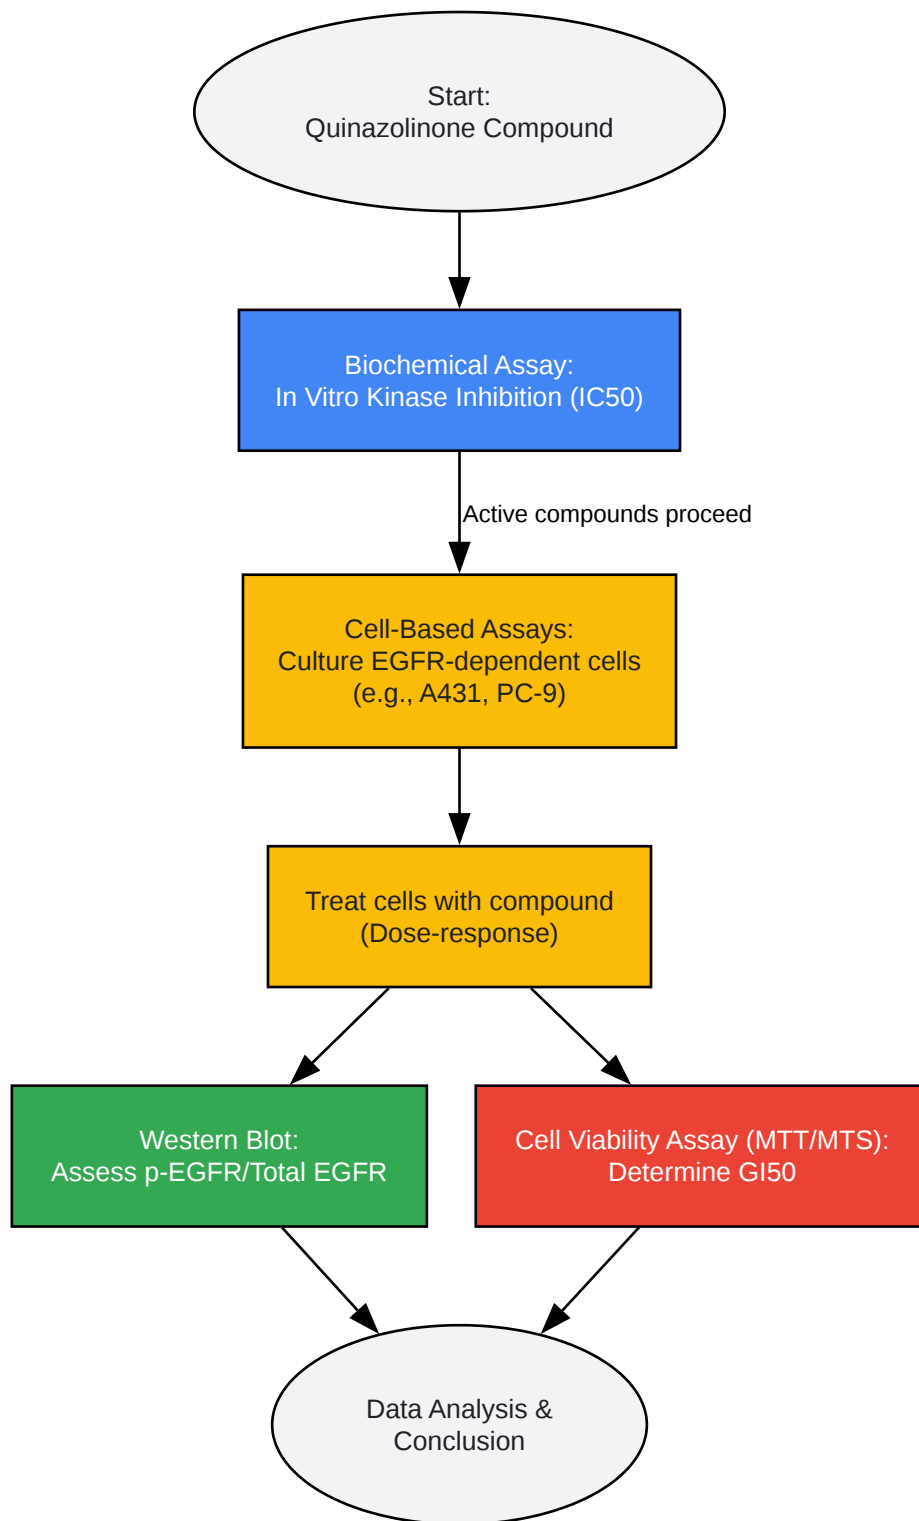 Start:
Quinazolinone Compound
Biochemical Assay:
In Vitro Kinase Inhibition (IC50)
Active compounds proceed
Cell-Based Assays:
Culture EGFR-dependent cells
(e.g., A431, PC-9)
Treat cells with compound
(Dose-response)
Western Blot:
Assess p-EGFR/Total EGFR
Cell Viability Assay (MTT/MTS):
Determine GI50
Data Analysis &
Conclusion